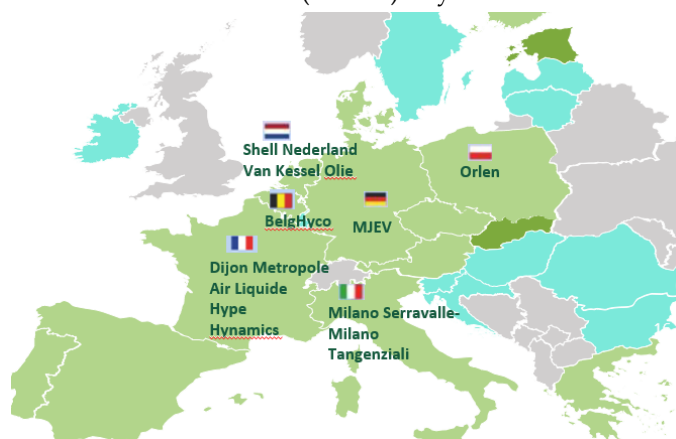 Shell Nederland
Van Kessel Olie
Orlen
BelgHyco
MJEV
Dijon Metropole
Air Liquide
Hype
Hynamics
Milano Serravalle-
Milano
Tangenziali